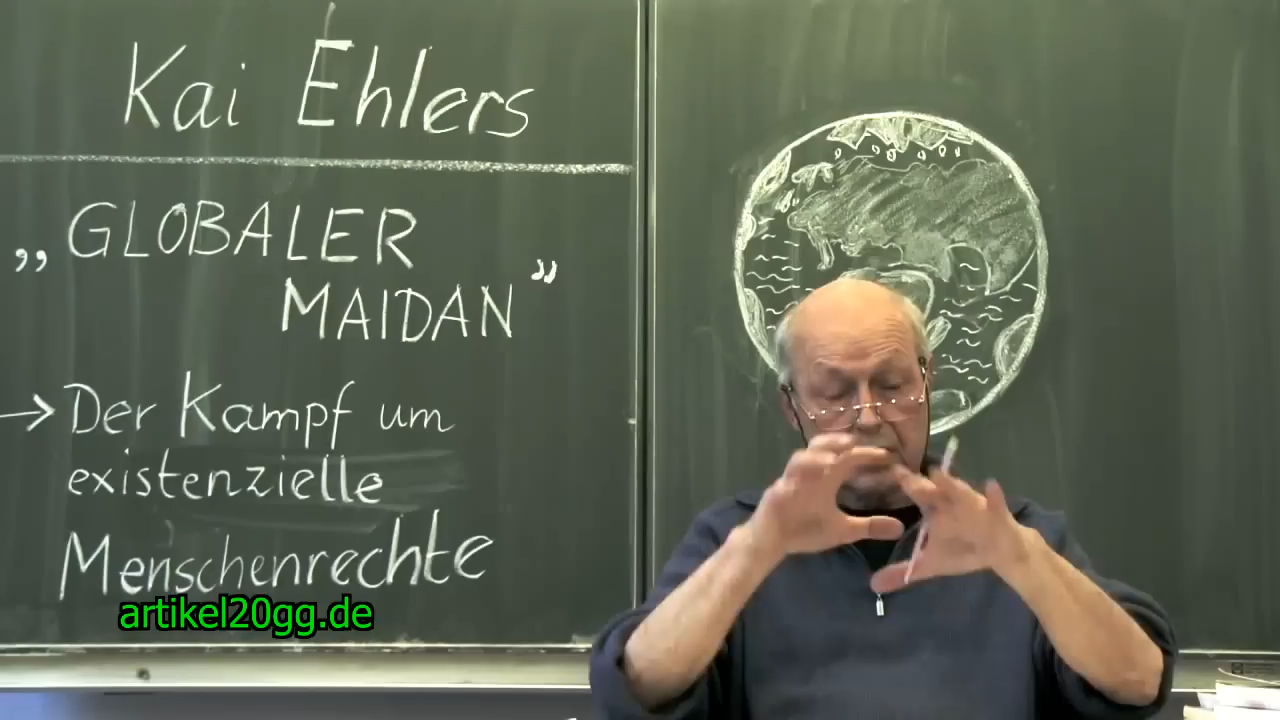 Kai Ehlers
„GLOBALER
MAIDAN"
→ Der Kampf um
existenzielle
Menschenrechte
artikel20gg.de